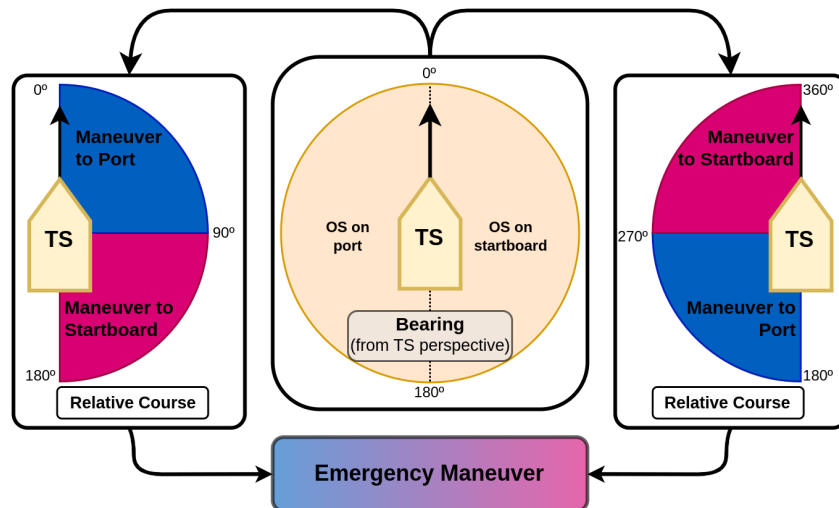 0º
Maneuver
to Port
TS
90º
Maneuver to
Startboard
180º
Relative Course
0º
OS on
port
TS
OS on
startboard
Bearing
(from TS perspective)
180º
360º
Maneuver
to Startboard
TS
270º
Maneuver to
Port
180º
Relative Course
Emergency Maneuver